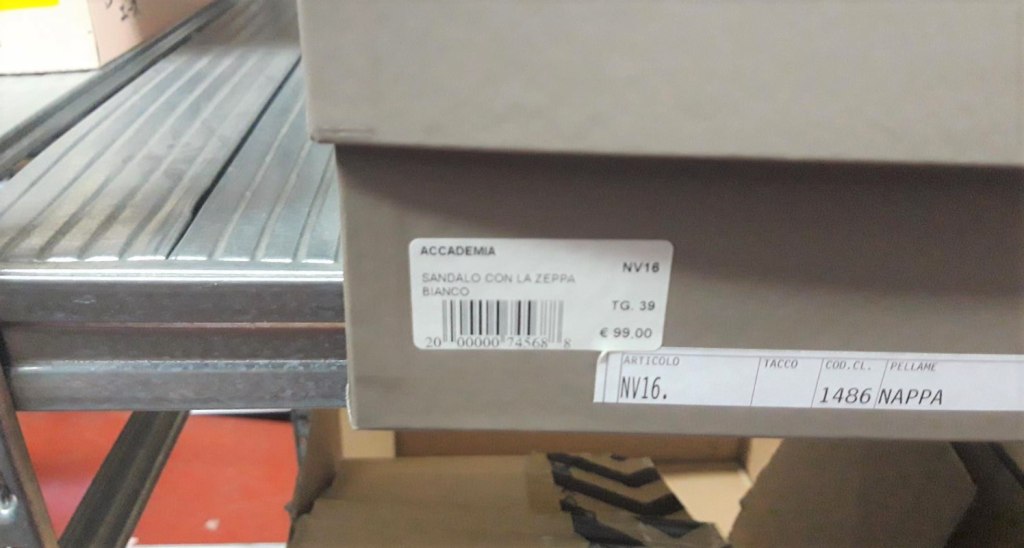 ACCADEMIA
NV16
SANDALO CON LA ZEPPA
BIANCO
TG. 39
€ 99.00
20 00000 74568 8
ARTICOLO TACCO COD.CL. PELLAME
NV16. 1486 NAPPA